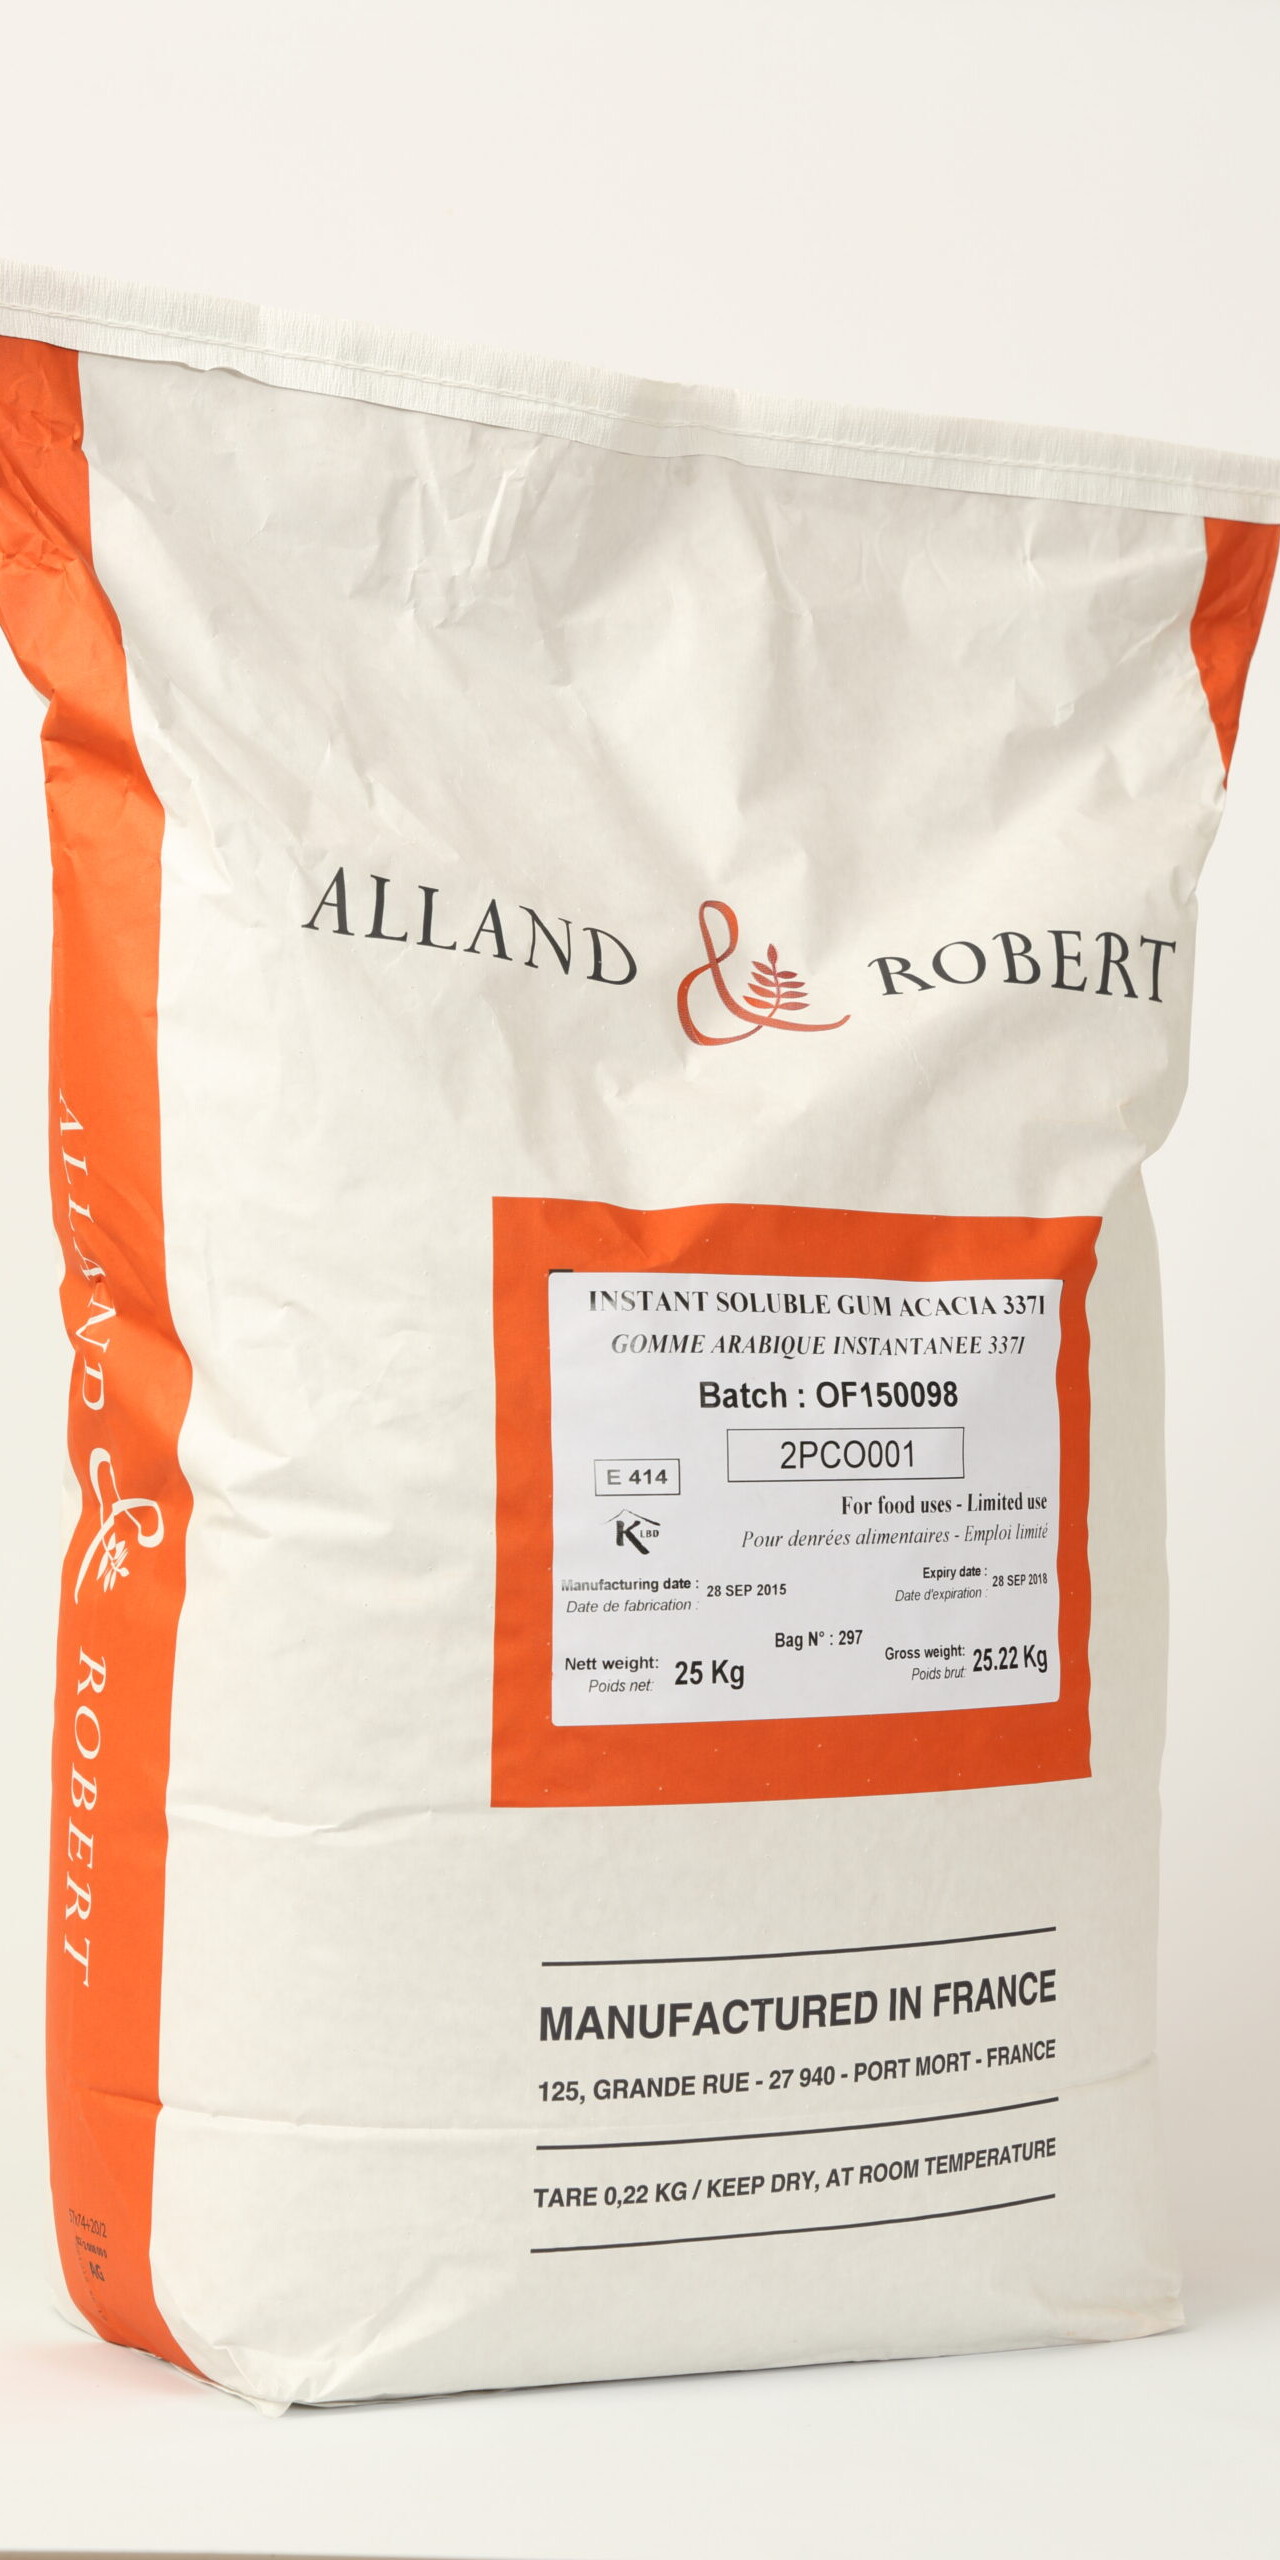 ALLAND & ROBERT
ALLAND & ROBERT
INSTANT SOLUBLE GUM ACACIA 337I
GOMME ARABIQUE INSTANTANEE 337I
Batch : OF150098
2PCO001
E 414
K LBD
For food uses - Limited use
Pour denrées alimentaires - Emploi limité
Manufacturing date : 28 SEP 2015
Date de fabrication :
Expiry date : 28 SEP 2018
Date d'expiration :
Bag N° : 297
Nett weight: 25 Kg
Poids net:
Gross weight: 25.22 Kg
Poids brut:
MANUFACTURED IN FRANCE
125, GRANDE RUE - 27 940 - PORT MORT - FRANCE
TARE 0,22 KG / KEEP DRY, AT ROOM TEMPERATURE
AG